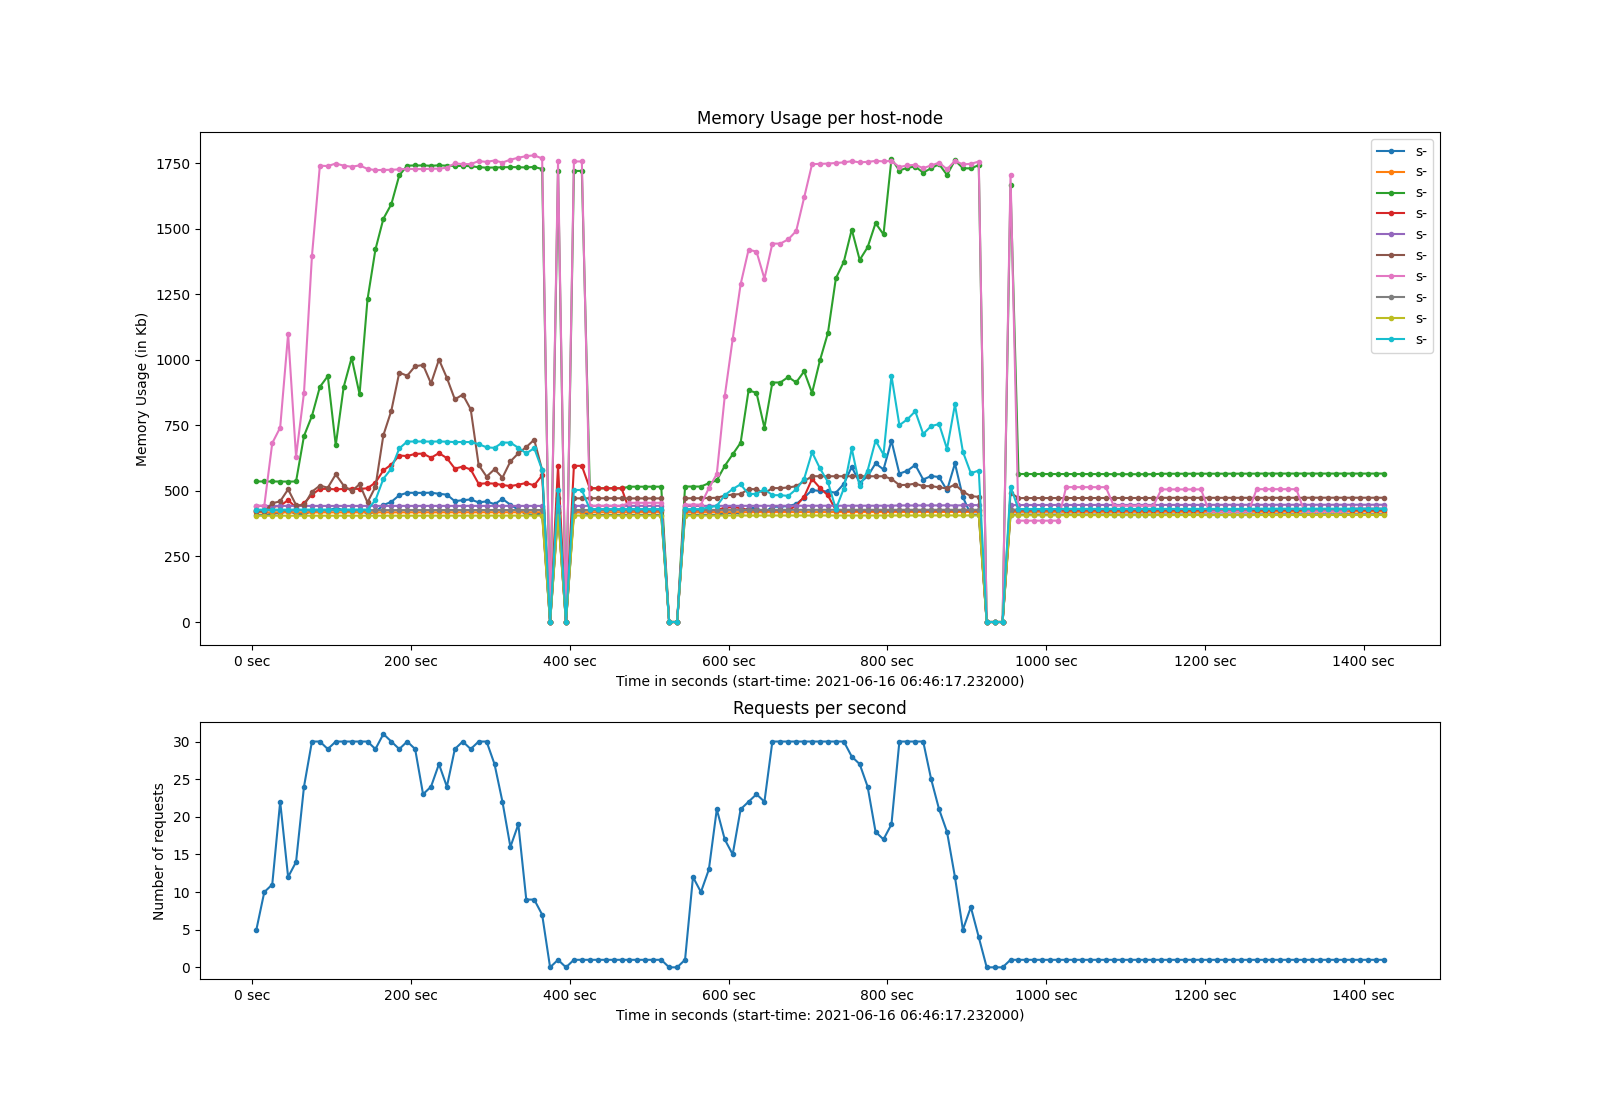 Memory Usage per host-node
Memory Usage (in Kb)
1750
1500
1250
1000
750
500
250
0
s-
s-
s-
s-
s-
s-
s-
s-
s-
s-
0 sec 200 sec 400 sec 600 sec 800 sec 1000 sec 1200 sec 1400 sec
Time in seconds (start-time: 2021-06-16 06:46:17.232000)
Requests per second
Number of requests
30
25
20
15
10
5
0
0 sec 200 sec 400 sec 600 sec 800 sec 1000 sec 1200 sec 1400 sec
Time in seconds (start-time: 2021-06-16 06:46:17.232000)